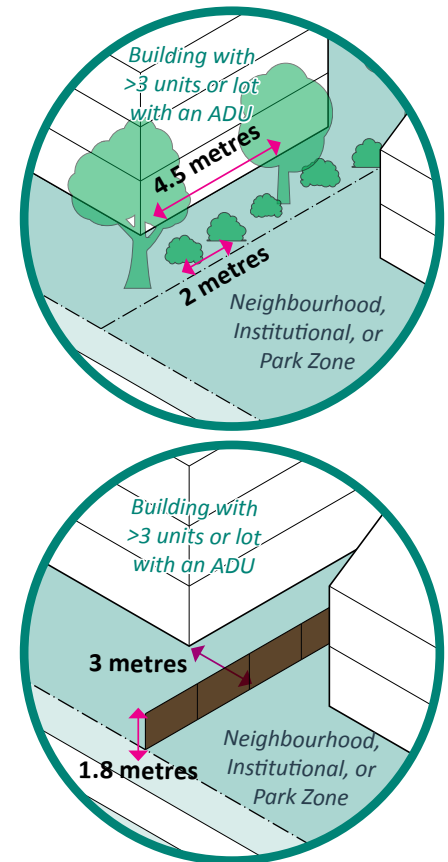 Building with
>3 units or lot
with an ADU
4.5 metres
2 metres
Neighbourhood,
Institutional, or
Park Zone
Building with
>3 units or lot
with an ADU
3 metres
1.8 metres
Neighbourhood,
Institutional, or
Park Zone